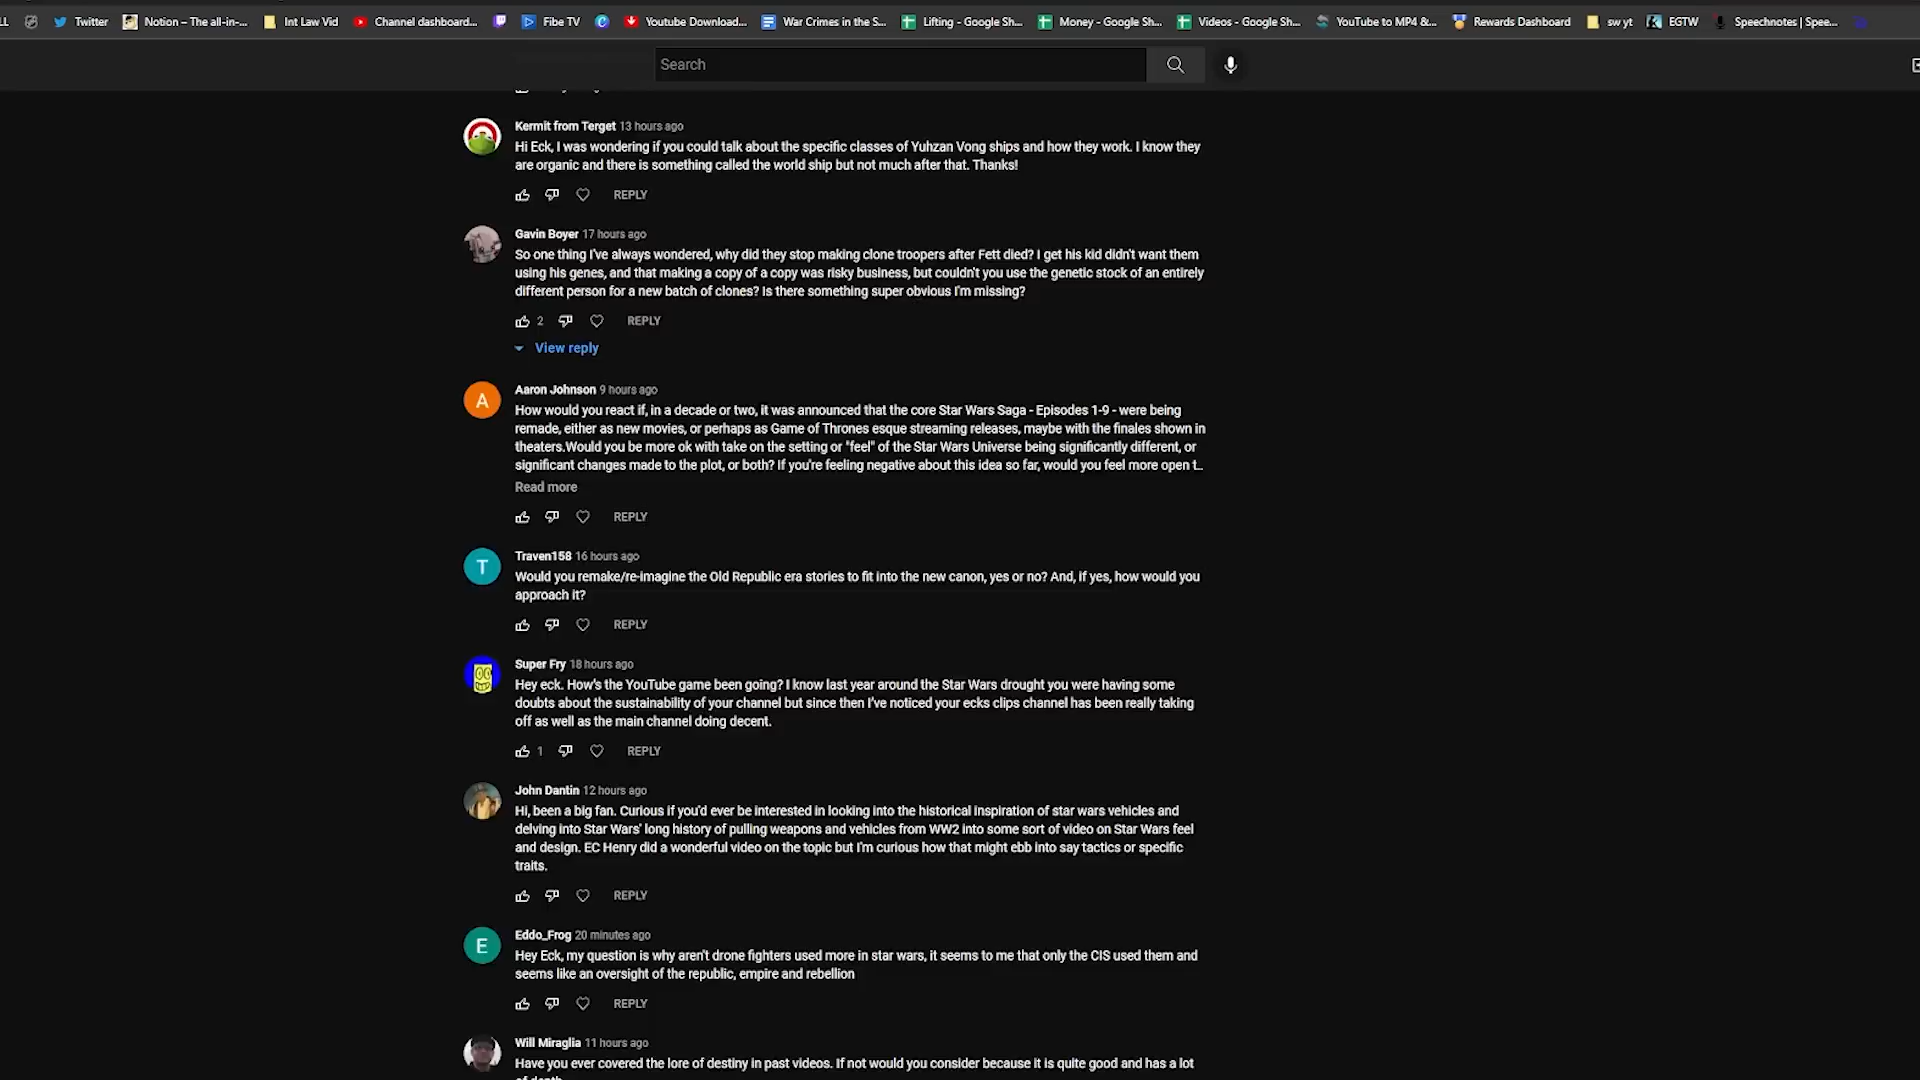 Twitter
Notion – The all-in-...
Int Law Vid
Channel dashboard...
Fibe TV
Youtube Download...
War Crimes in the S...
Lifting - Google Sh...
Money - Google Sh...
Videos - Google Sh...
YouTube to MP4 &...
Rewards Dashboard
sw yt
EGTW
Speechnotes | Spee...
Search
Kermit from Terget 13 hours ago
Hi Eck, I was wondering if you could talk about the specific classes of Yuhzan Vong ships and how they work. I know they
are organic and there is something called the world ship but not much after that. Thanks!
REPLY
Gavin Boyer 17 hours ago
So one thing I've always wondered, why did they stop making clone troopers after Fett died? I get his kid didn't want them
using his genes, and that making a copy of a copy was risky business, but couldn't you use the genetic stock of an entirely
different person for a new batch of clones? Is there something super obvious I'm missing?
2 REPLY
View reply
A
Aaron Johnson 9 hours ago
How would you react if, in a decade or two, it was announced that the core Star Wars Saga - Episodes 1-9 - were being
remade, either as new movies, or perhaps as Game of Thrones esque streaming releases, maybe with the finales shown in
theaters.Would you be more ok with take on the setting or "feel" of the Star Wars Universe being significantly different, or
significant changes made to the plot, or both? If you're feeling negative about this idea so far, would you feel more open t...
Read more
REPLY
T
Traven158 16 hours ago
Would you remake/re-imagine the Old Republic era stories to fit into the new canon, yes or no? And, if yes, how would you
approach it?
REPLY
Super Fry 18 hours ago
Hey eck. How's the YouTube game been going? I know last year around the Star Wars drought you were having some
doubts about the sustainability of your channel but since then I've noticed your ecks clips channel has been really taking
off as well as the main channel doing decent.
1 REPLY
John Dantin 12 hours ago
Hi, been a big fan. Curious if you'd ever be interested in looking into the historical inspiration of star wars vehicles and
delving into Star Wars' long history of pulling weapons and vehicles from WW2 into some sort of video on Star Wars feel
and design. EC Henry did a wonderful video on the topic but I'm curious how that might ebb into say tactics or specific
traits.
REPLY
E
Eddo_Frog 20 minutes ago
Hey Eck, my question is why aren't drone fighters used more in star wars, it seems to me that only the CIS used them and
seems like an oversight of the republic, empire and rebellion
REPLY
Will Miraglia 11 hours ago
Have you ever covered the lore of destiny in past videos. If not would you consider because it is quite good and has a lot